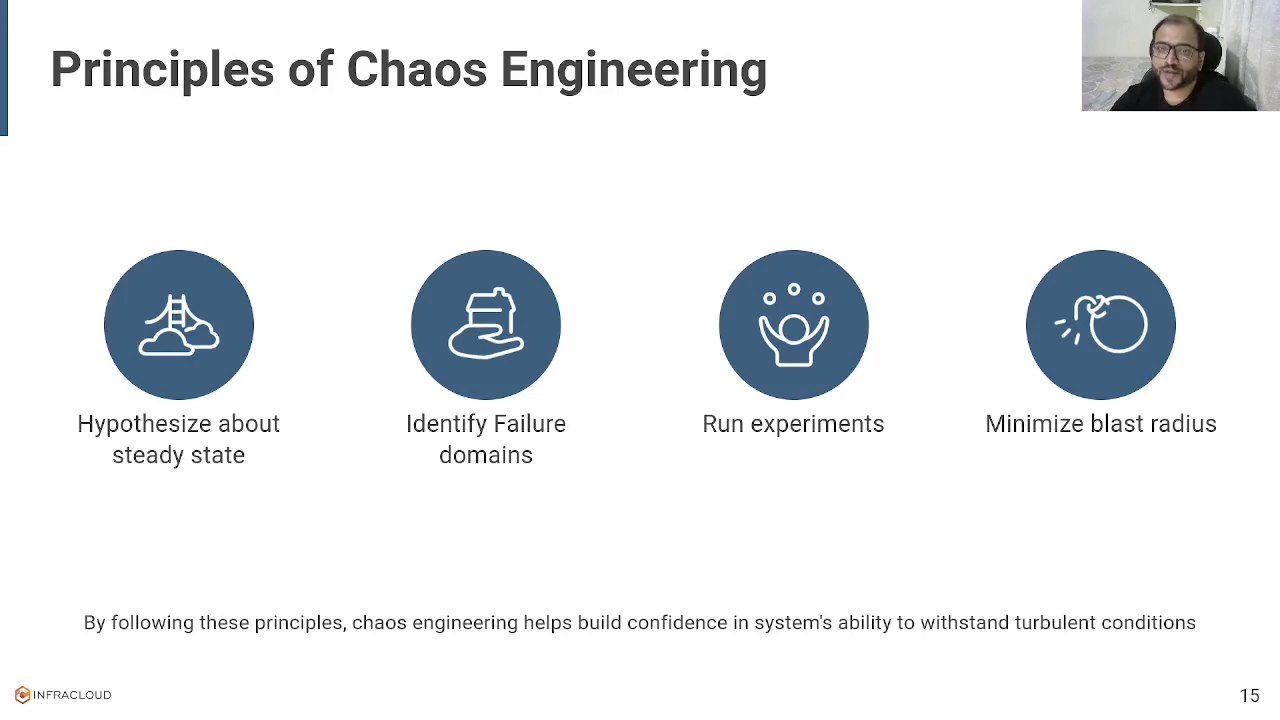 Principles of Chaos Engineering
Hypothesize about
steady state
Identify Failure
domains
Run experiments
Minimize blast radius
By following these principles, chaos engineering helps build confidence in system's ability to withstand turbulent conditions
INFRACLOUD
15